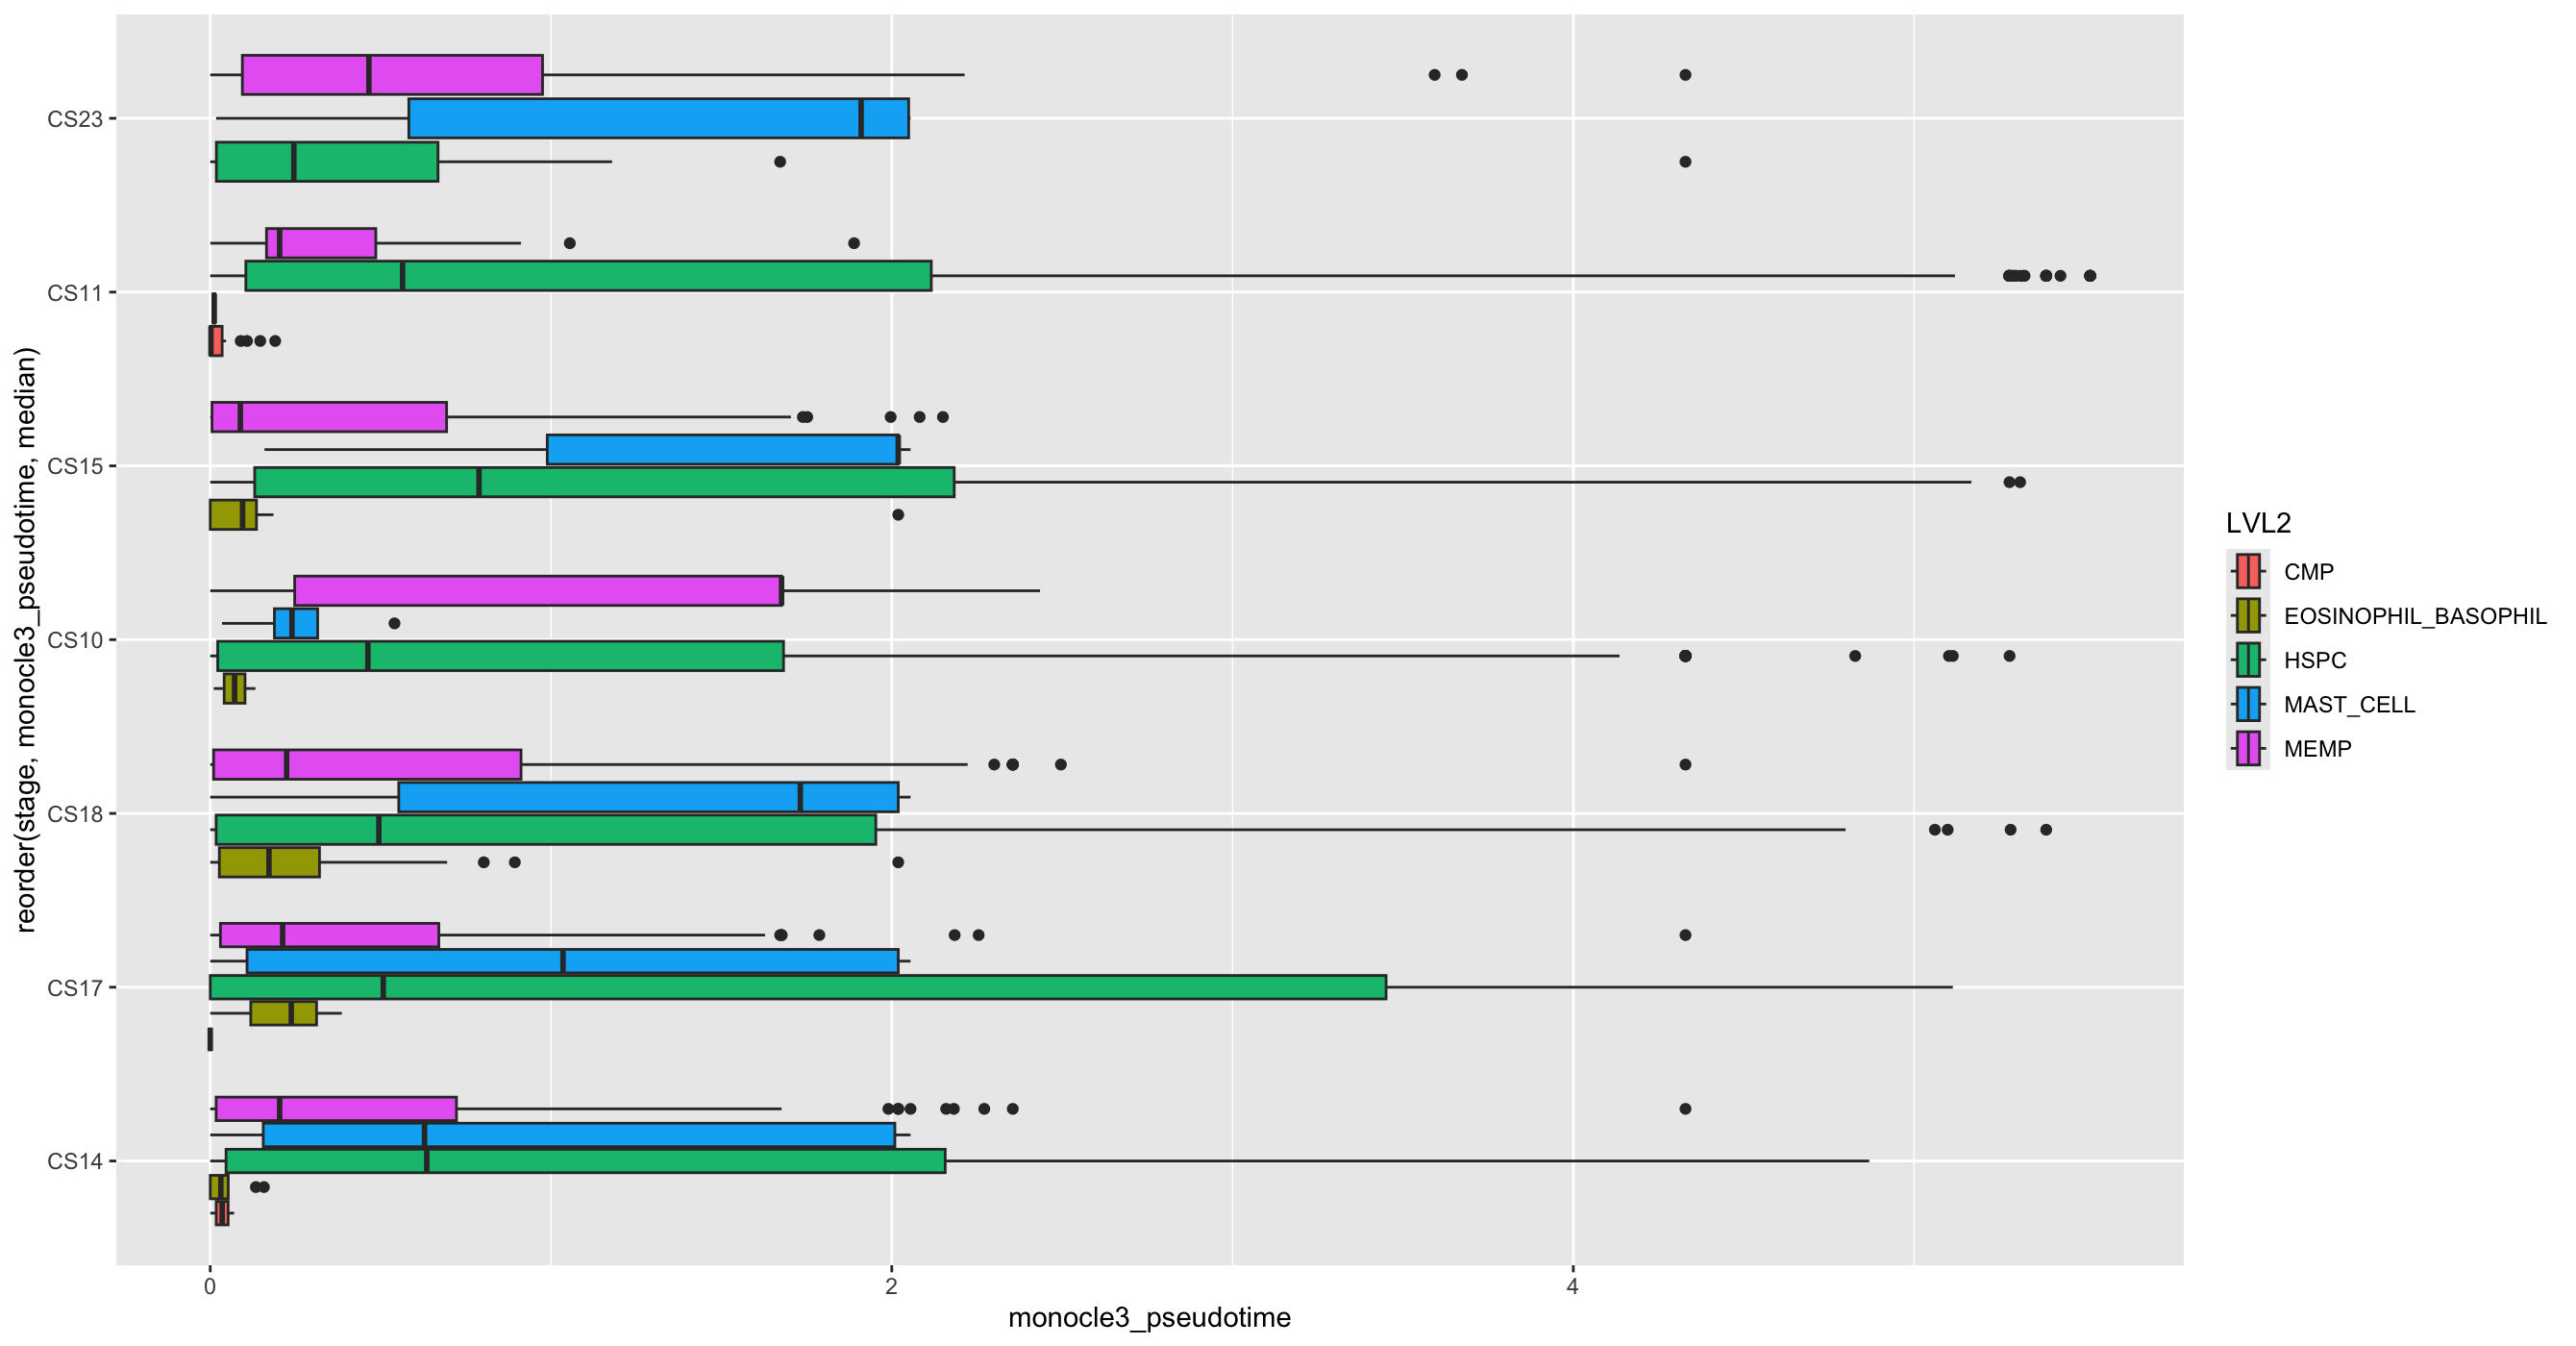 reorder(stage, monocle3_pseudotime, median)
CS23
CS11
CS15
CS10
CS18
CS17
CS14
0
2
4
monocle3_pseudotime
LVL2
CMP
EOSINOPHIL_BASOPHIL
HSPC
MAST_CELL
MEMP